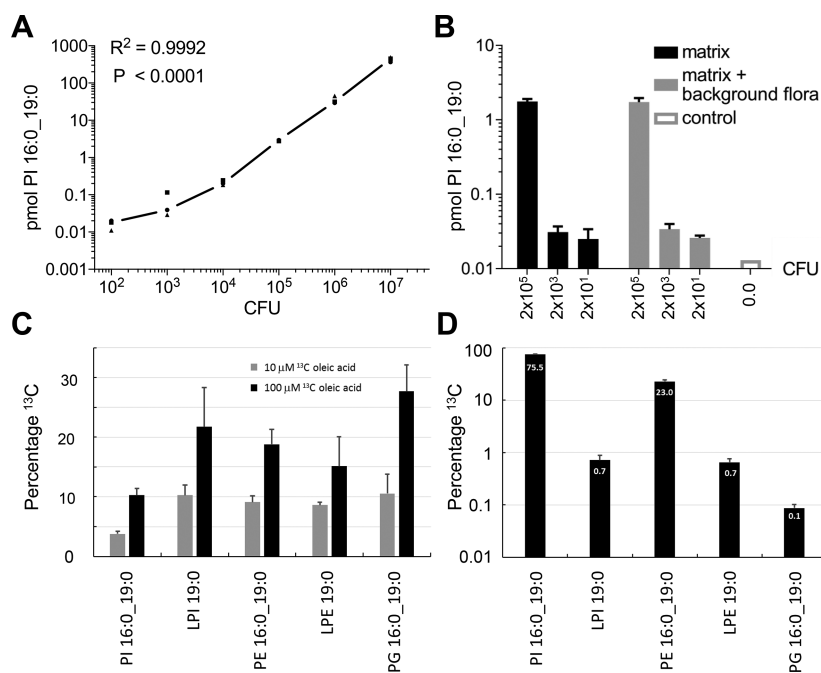 A
R² = 0.9992
P < 0.0001
pmol PI 16:0_19:0
1000
100
10
1
0.1
0.01
0.001
10²
10³
10⁴
10⁵
10⁶
10⁷
CFU
B
pmol PI 16:0_19:0
10
1
0.1
0.01
matrix
matrix +
background flora
control
2x10⁵
2x10³
2x10¹
2x10⁵
2x10³
2x10¹
0.0
CFU
C
Percentage ¹³C
30
20
10
0
10 µM ¹³C oleic acid
100 µM ¹³C oleic acid
PI 16:0_19:0
LPI 19:0
PE 16:0_19:0
LPE 19:0
PG 16:0_19:0
D
Percentage ¹³C
100
10
1
0.1
0.01
75.5
0.7
23.0
0.7
0.1
PI 16:0_19:0
LPI 19:0
PE 16:0_19:0
LPE 19:0
PG 16:0_19:0